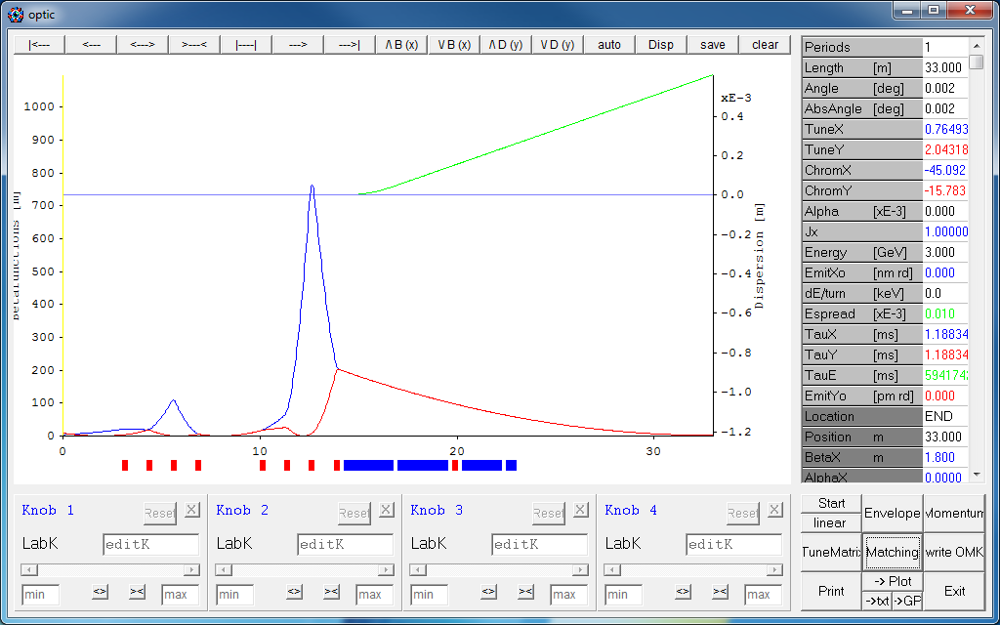 optic
|<--- <--- <---> >---< |----| ---> --->| /\ B (x) \/ B (x) /\ D (y) \/ D (y) auto Disp save clear
1000
900
800
700
600
500
400
300
200
100
0
Betafunctions [m]
0 10 20 30
xE-3
0.4
0.2
0.0
-0.2
-0.4
-0.6
-0.8
-1.0
-1.2
Dispersion [m]
Periods 1
Length [m] 33.000
Angle [deg] 0.002
AbsAngle [deg] 0.002
TuneX 0.76493
TuneY 2.04318
ChromX -45.092
ChromY -15.783
Alpha [xE-3] 0.000
Jx 1.00000
Energy [GeV] 3.000
EmitXo [nm rd] 0.000
dE/turn [keV] 0.0
Espread [xE-3] 0.010
TauX [ms] 1.18834
TauY [ms] 1.18834
TauE [ms] 594174
EmitYo [pm rd] 0.000
Location END
Position m 33.000
BetaX m 1.800
AlphaX 0.0000
Knob 1 Reset X
LabK editK
min <> >< max
Knob 2 Reset X
LabK editK
min <> >< max
Knob 3 Reset X
LabK editK
min <> >< max
Knob 4 Reset X
LabK editK
min <> >< max
Start
linear
Envelope
Momentum
TuneMatri
Matching
write OMK
Print
-> Plot
->txt ->GP
Exit